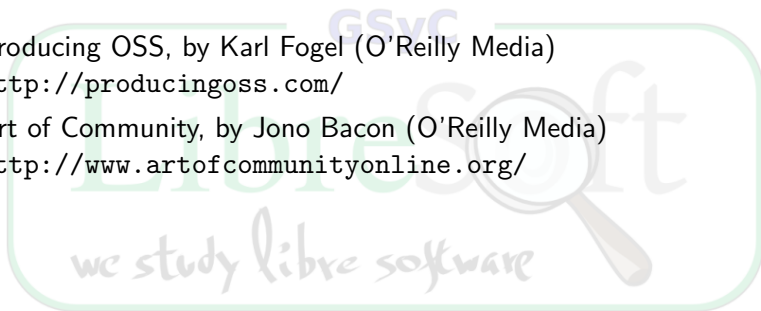 GSyC
roducing OSS, by Karl Fogel (O'Reilly Media)
ttp://producingoss.com/
rt of Community, by Jono Bacon (O'Reilly Media)
ttp://www.artofcommunityonline.org/
LibreSoft
we study libre software